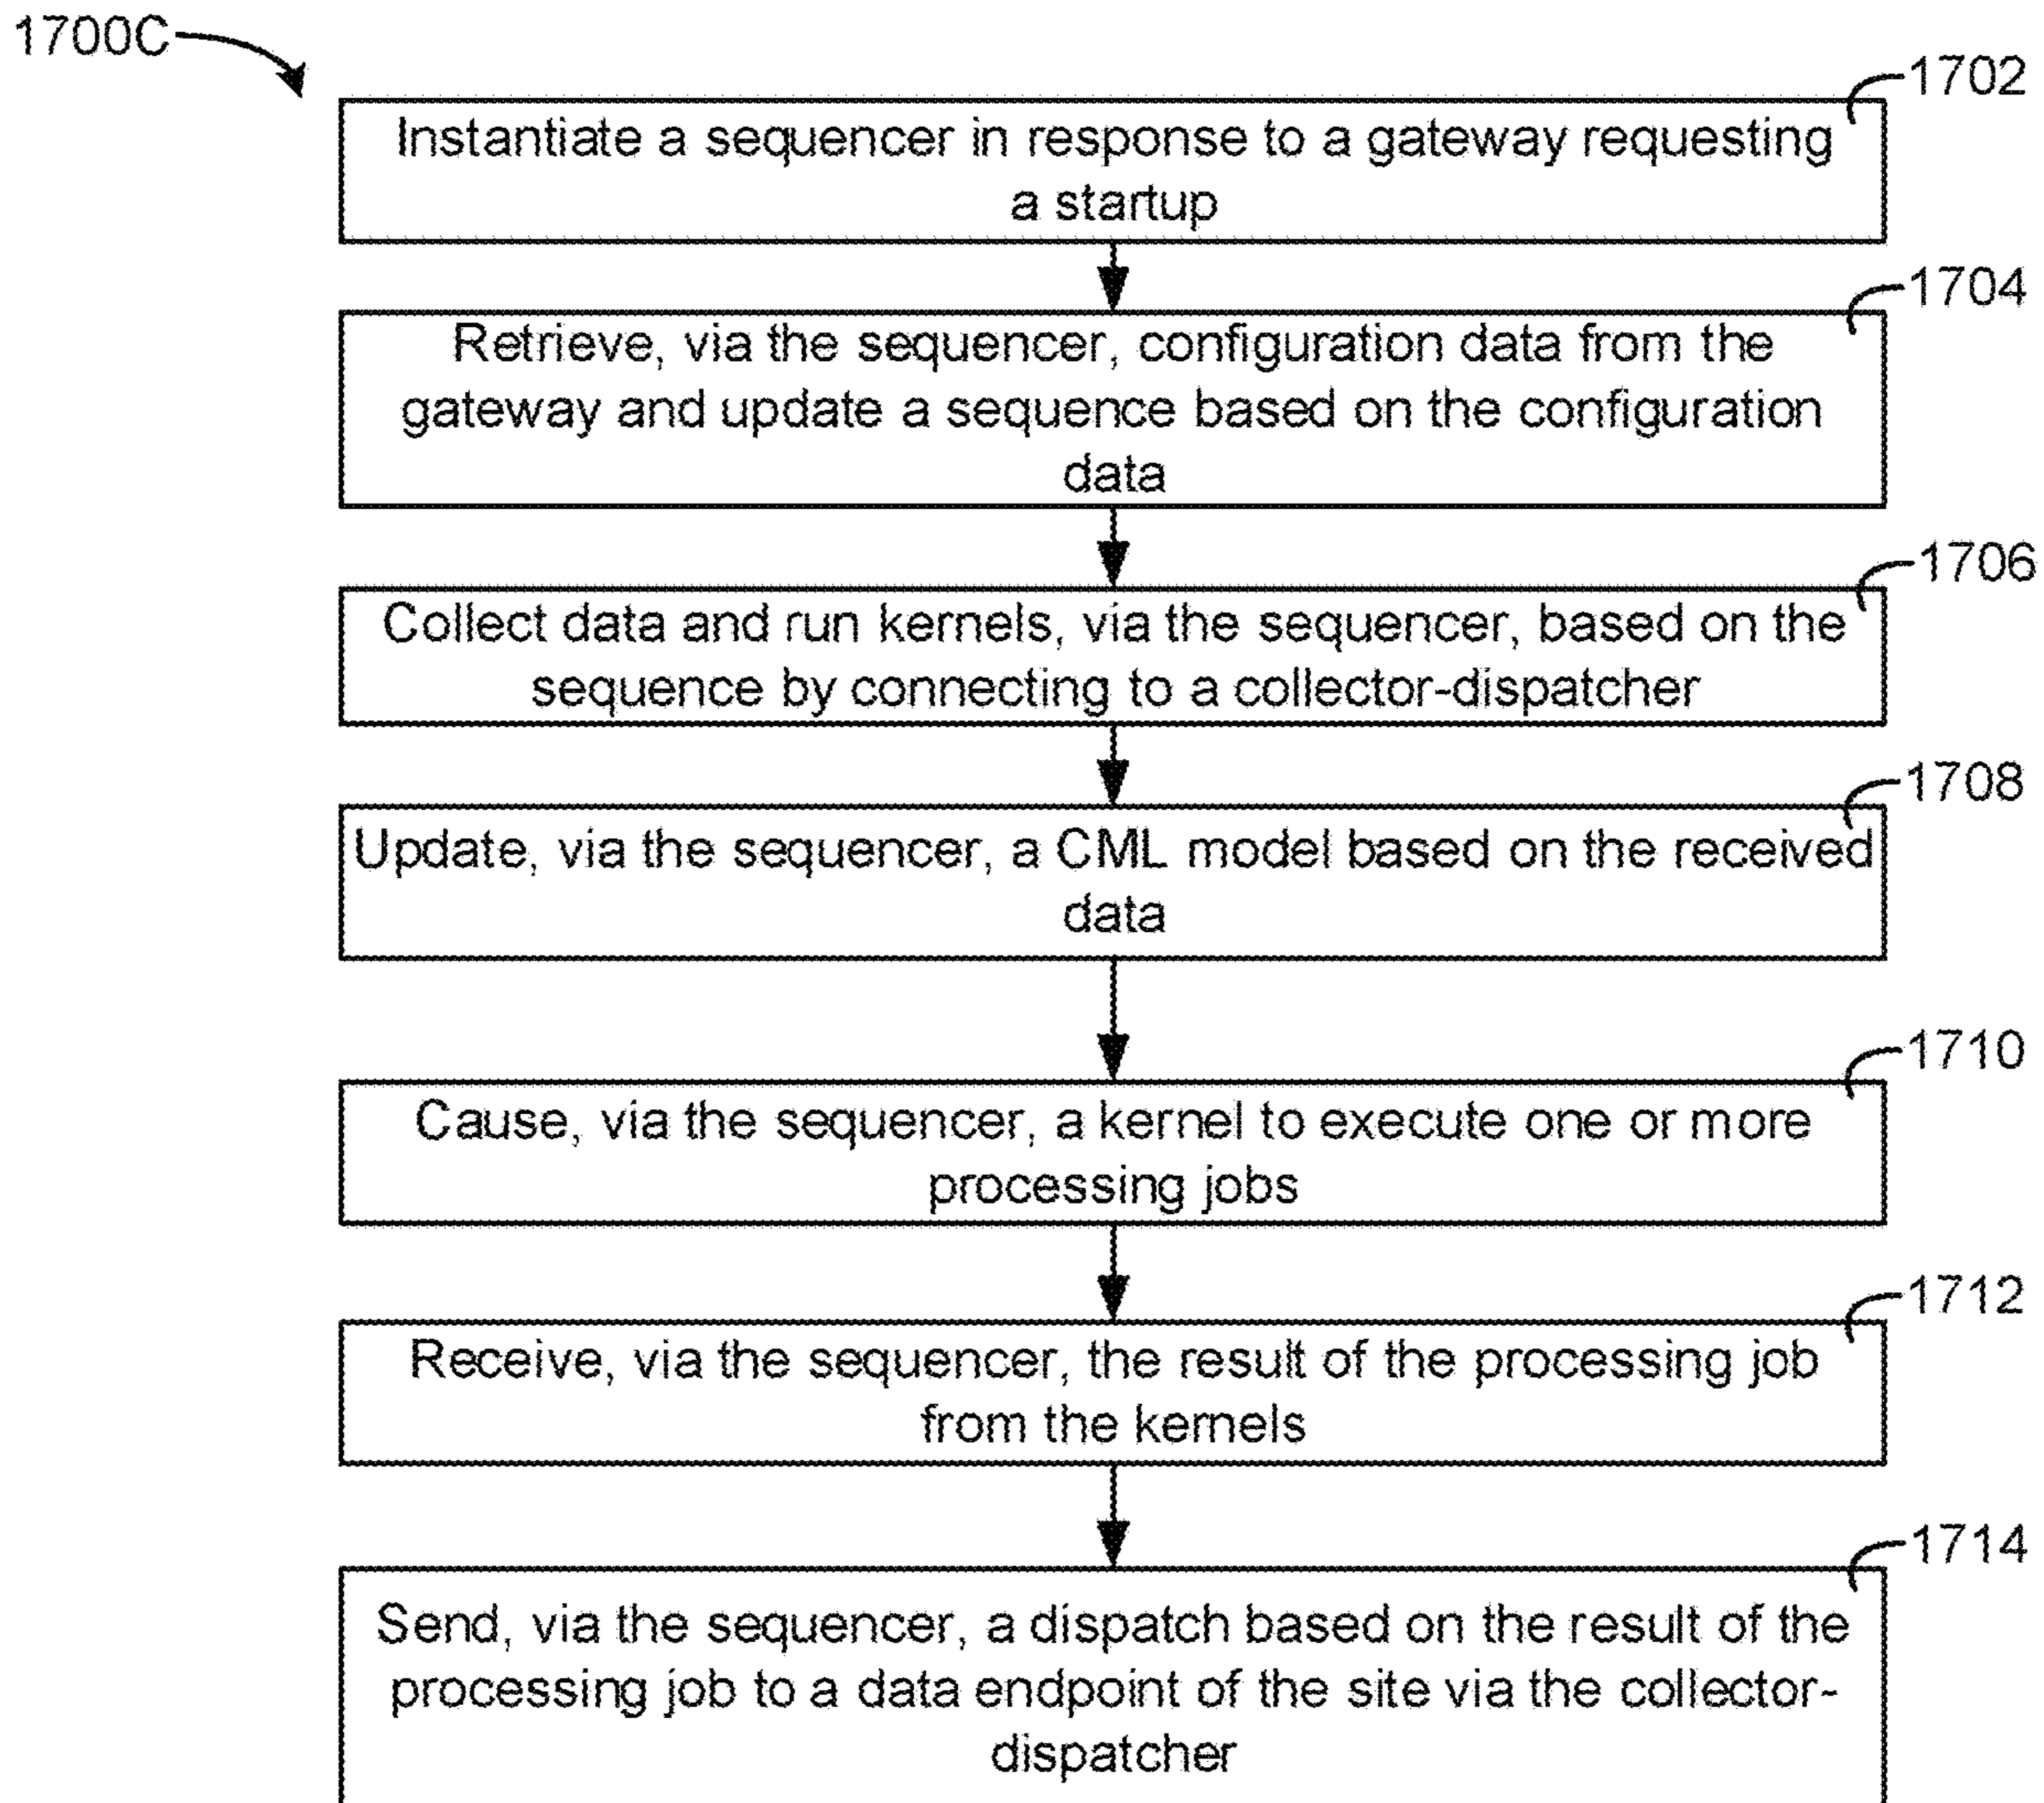 1700C
1702
Instantiate a sequencer in response to a gateway requesting
a startup
1704
Retrieve, via the sequencer, configuration data from the
gateway and update a sequence based on the configuration
data
1706
Collect data and run kernels, via the sequencer, based on the
sequence by connecting to a collector-dispatcher
1708
Update, via the sequencer, a CML model based on the received
data
1710
Cause, via the sequencer, a kernel to execute one or more
processing jobs
1712
Receive, via the sequencer, the result of the processing job
from the kernels
1714
Send, via the sequencer, a dispatch based on the result of the
processing job to a data endpoint of the site via the collector-
dispatcher